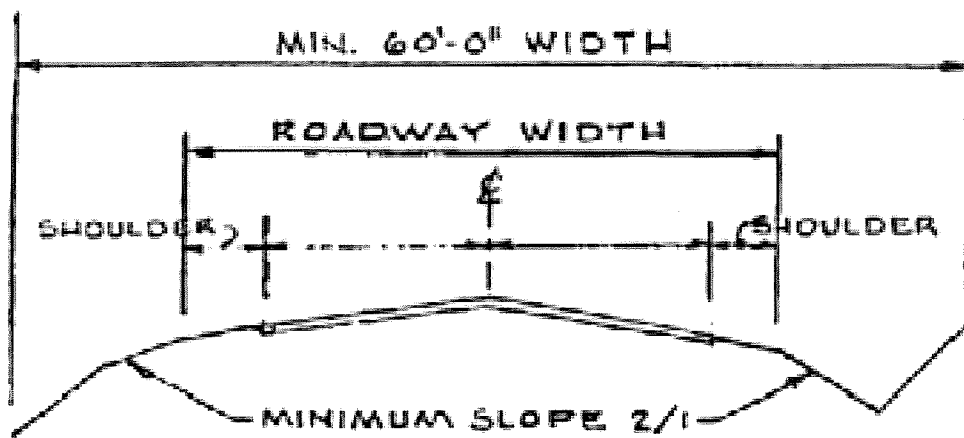 MIN. 60'-0" WIDTH
ROADWAY WIDTH
℄
SHOULDER
SHOULDER
MINIMUM SLOPE 2/1